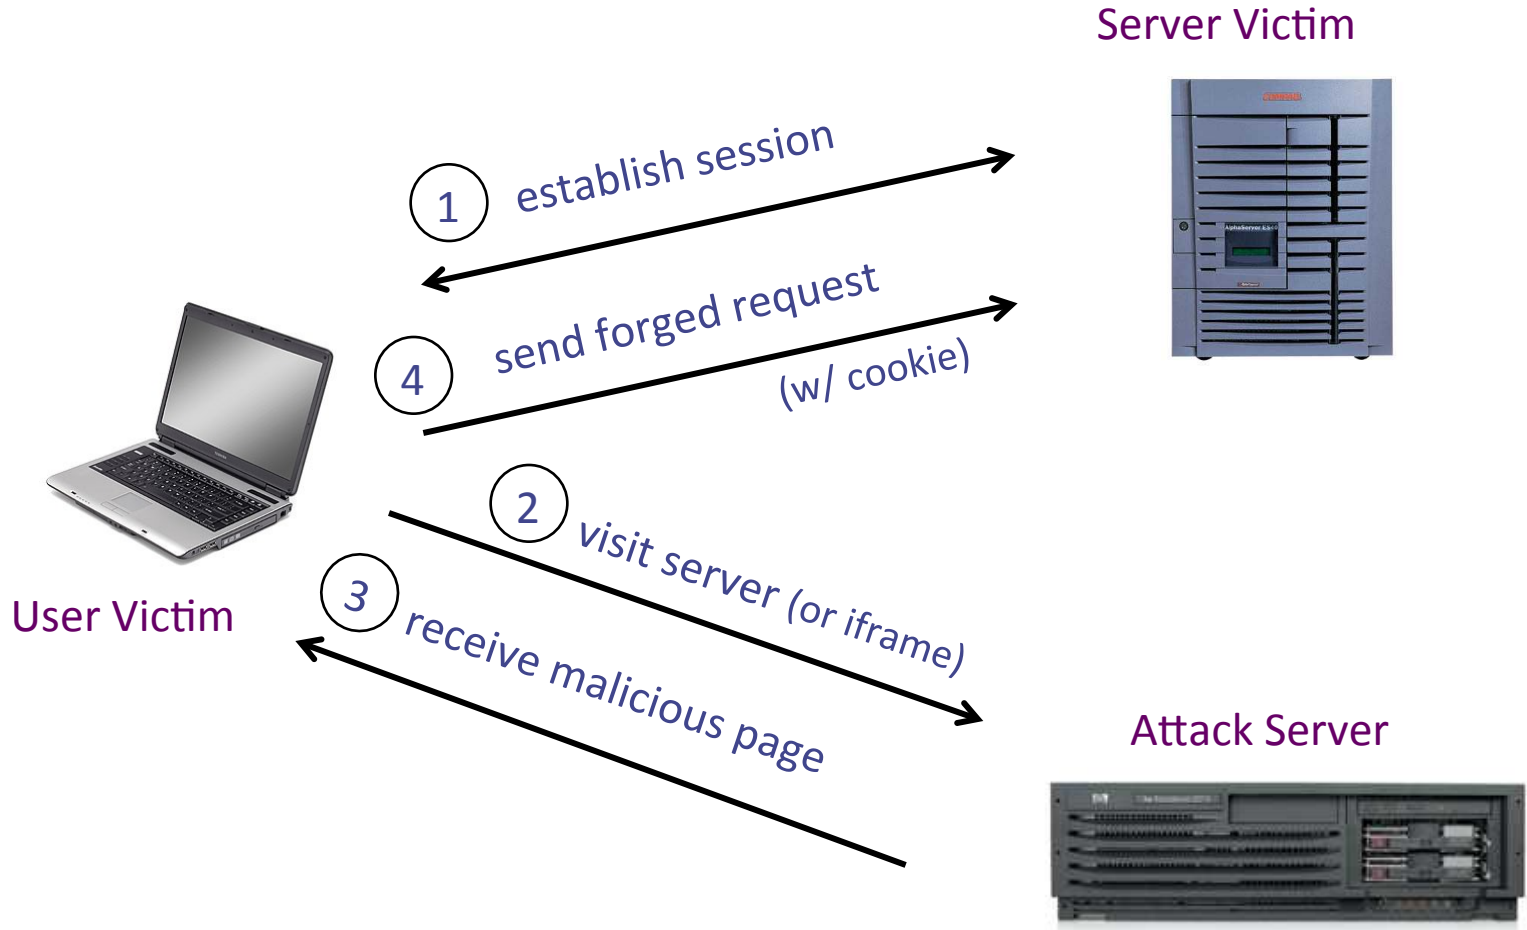 Server Victim
1 establish session
4 send forged request
(w/ cookie)
2 visit server (or iframe)
3 receive malicious page
User Victim
Attack Server